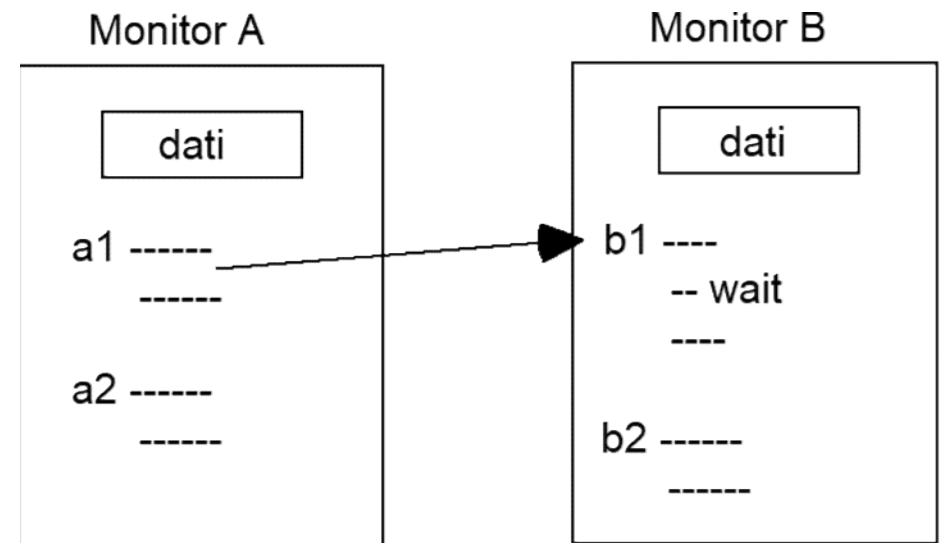 Monitor A
dati
a1 ------
------
a2 ------
------
Monitor B
dati
b1 ----
-- wait
----
b2 ------
------